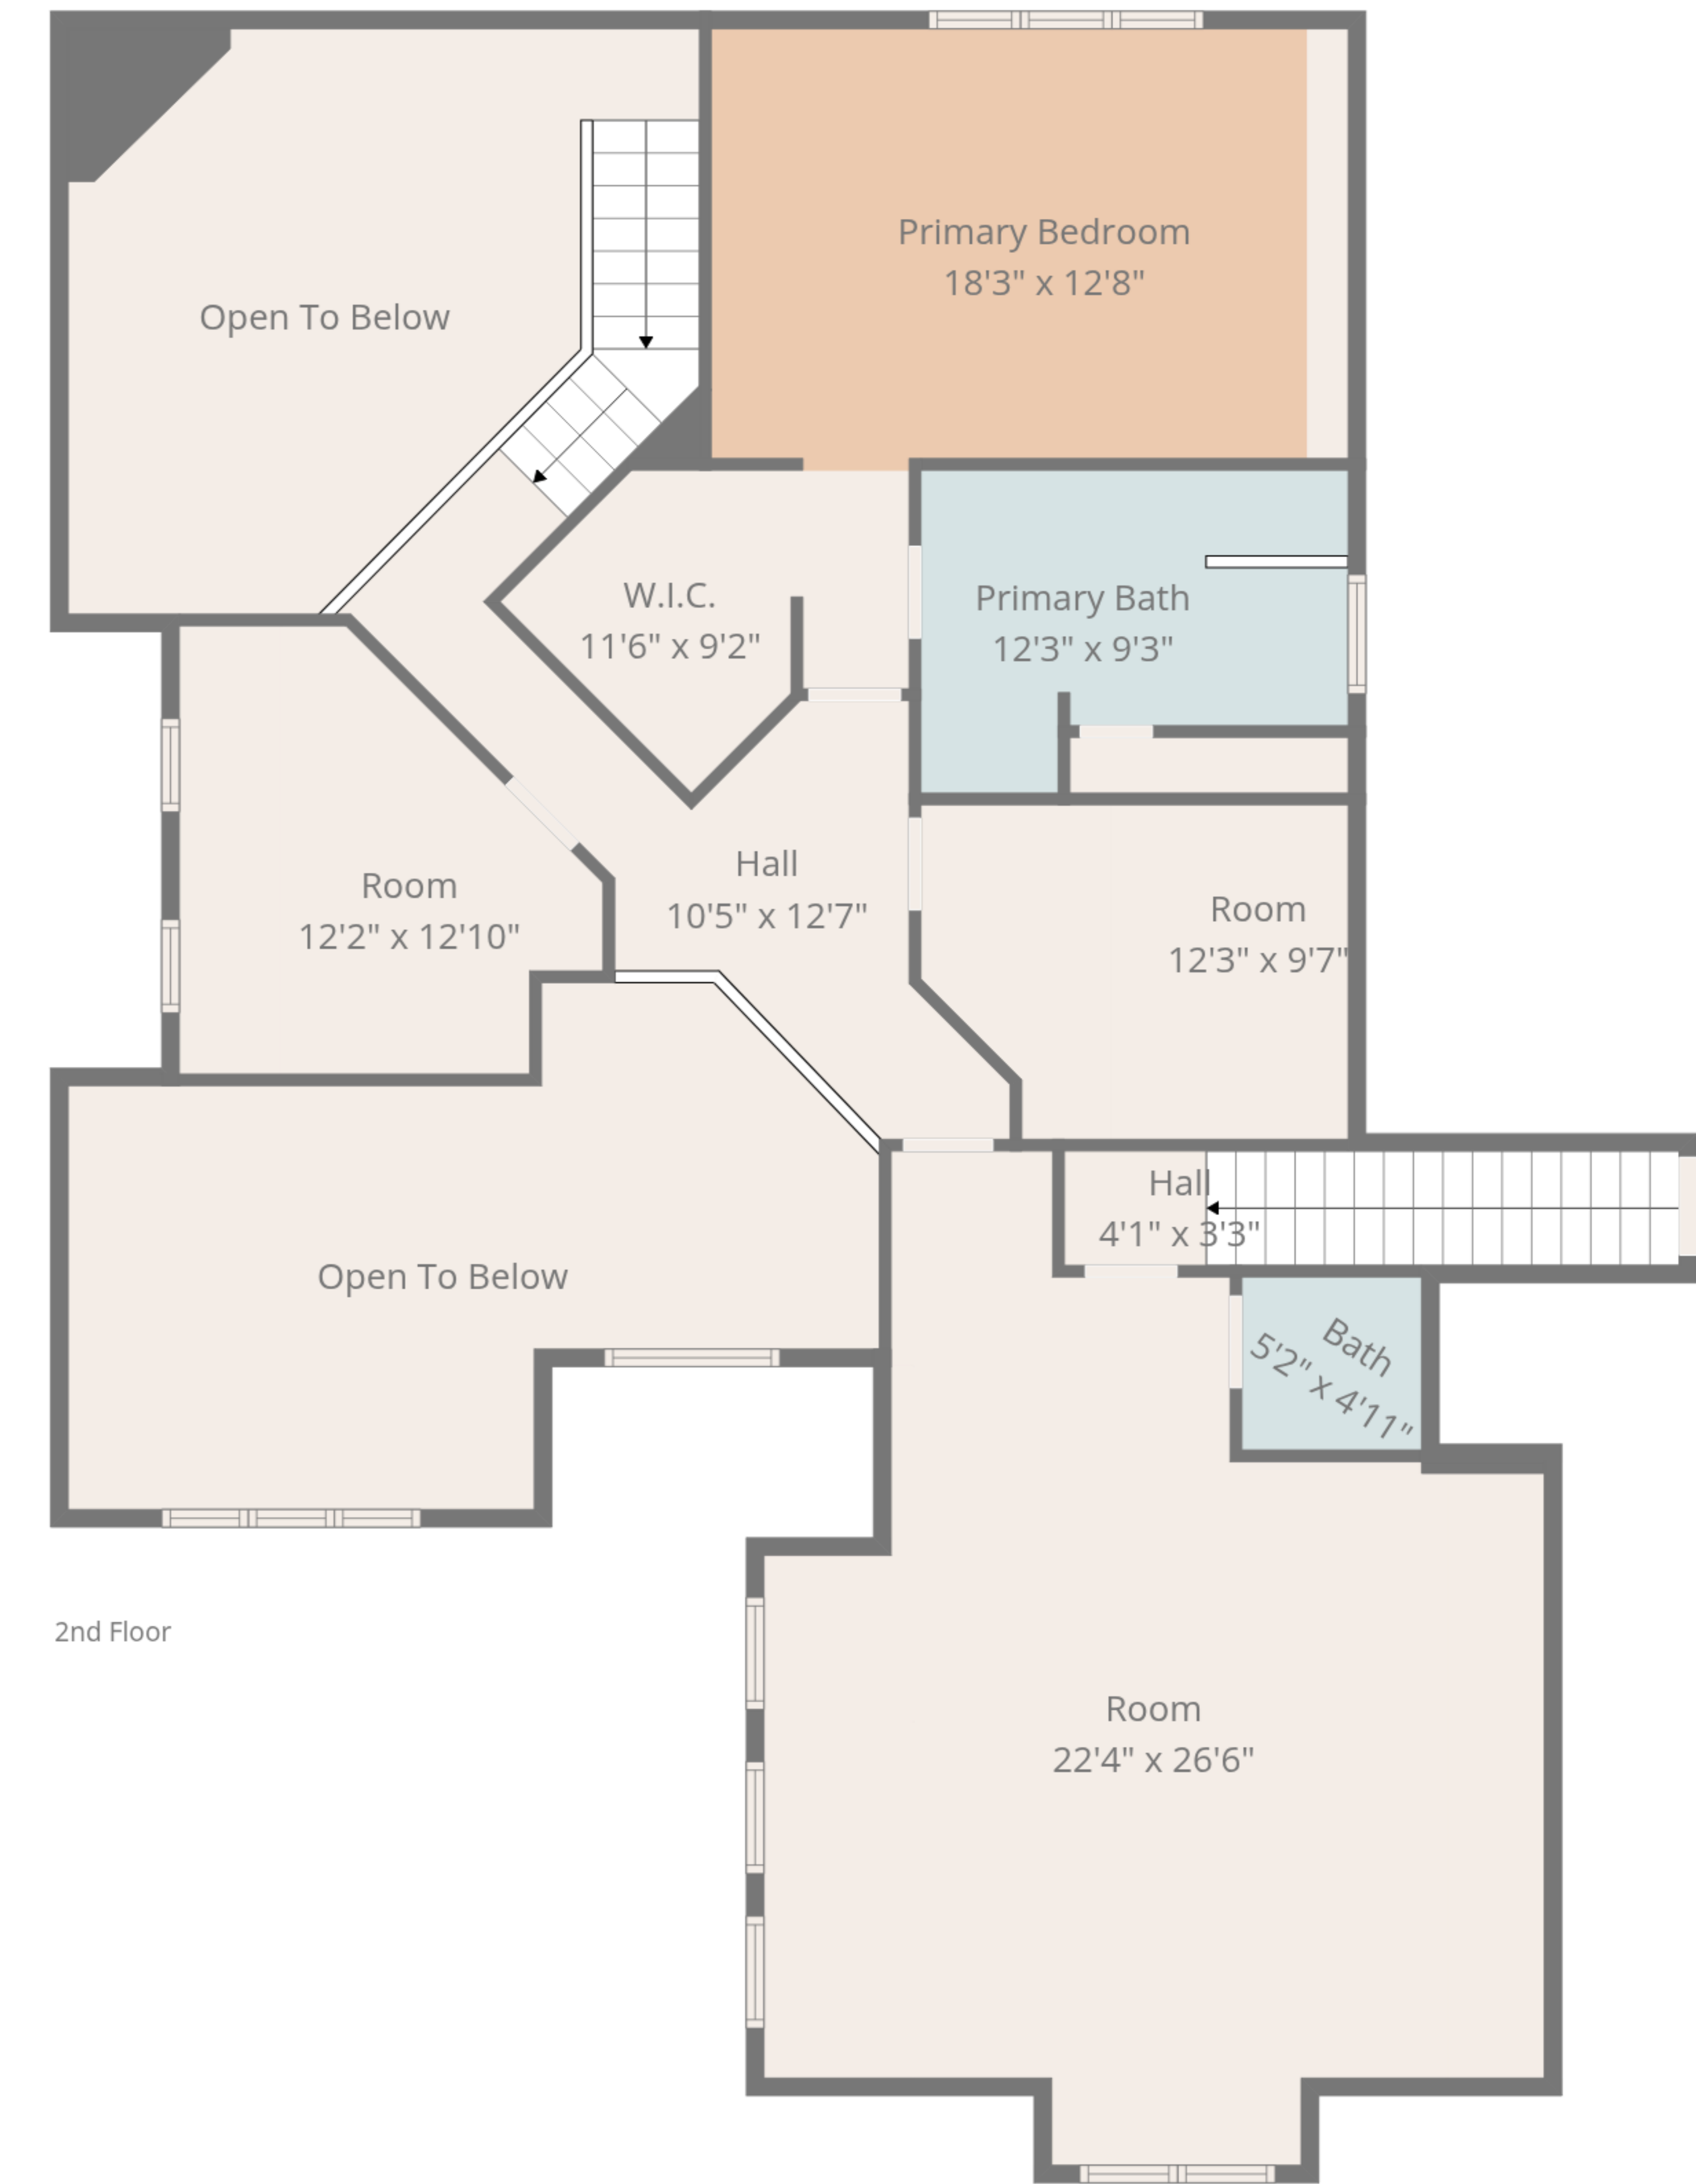 Primary Bedroom
18'3" x 12'8"
Open To Below
W.I.C.
11'6" x 9'2"
Primary Bath
12'3" x 9'3"
Room
12'2" x 12'10"
Hall
10'5" x 12'7"
Room
12'3" x 9'7"
Hall
4'1" x 3'3"
Open To Below
Bath
5'2" x 4'11"
2nd Floor
Room
22'4" x 26'6"